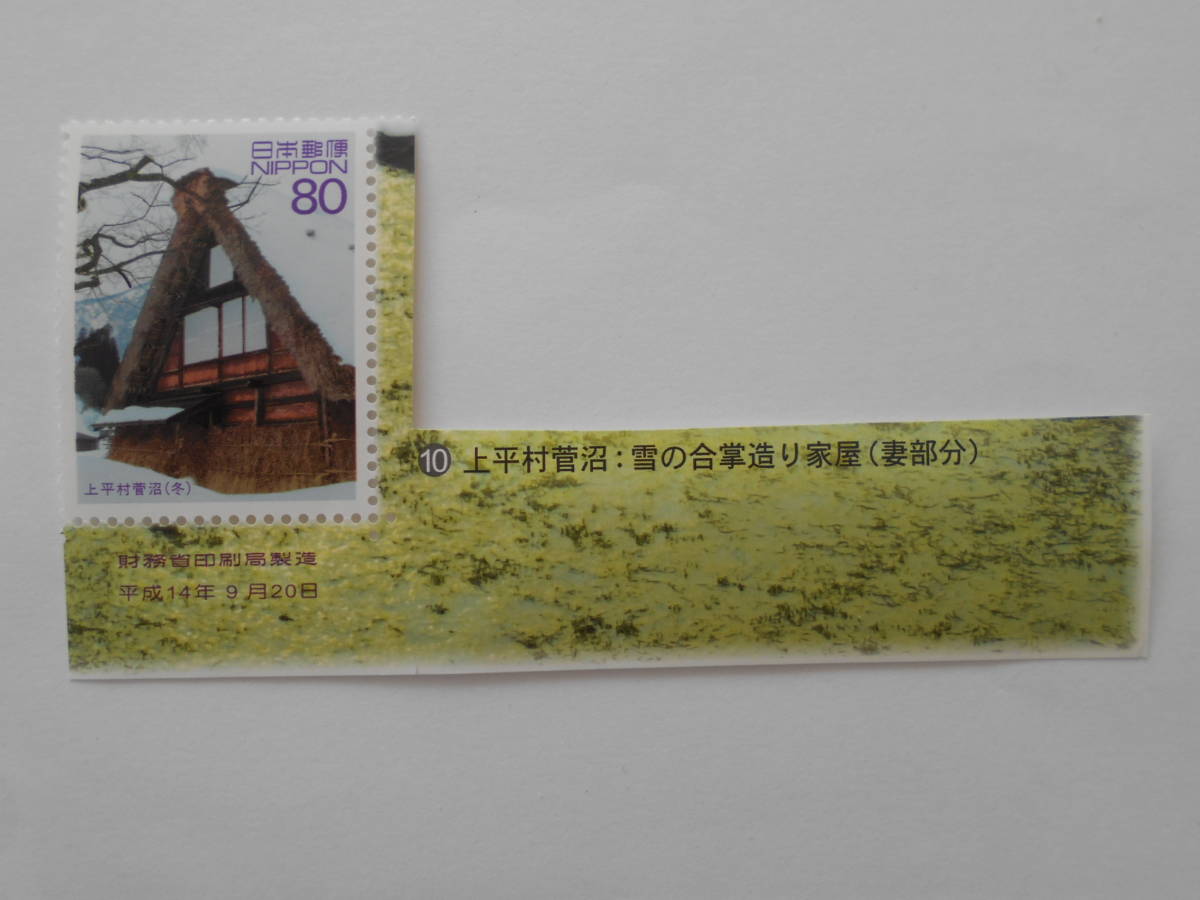 日本郵便
NIPPON
80
上平村菅沼(冬)
⑩ 上平村菅沼:雪の合掌造り家屋(妻部分)
財務省印刷局製造
平成14年 9 月20日